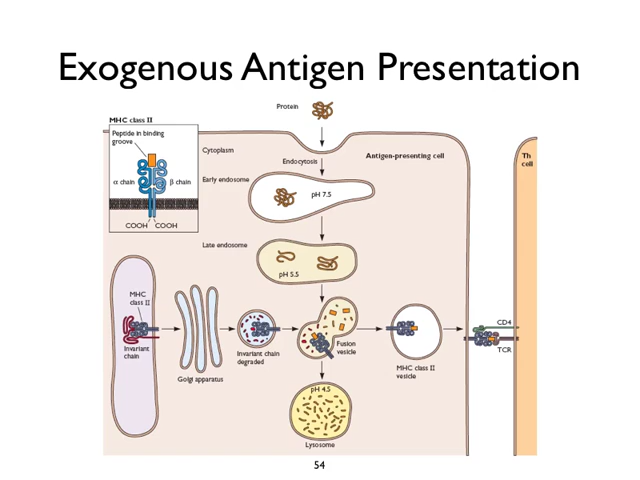 Exogenous Antigen Presentation
Protein
MHC class II
Peptide in binding
groove
α chain
β chain
COOH COOH
Cytoplasm
Endocytosis
Antigen-presenting cell
Th
cell
Early endosome
pH 7.5
Late endosome
pH 5.5
MHC
class II
Invariant
chain
Golgi apparatus
Invariant chain
degraded
Fusion
vesicle
MHC class II
vesicle
CD4
TCR
pH 4.5
Lysosome
54